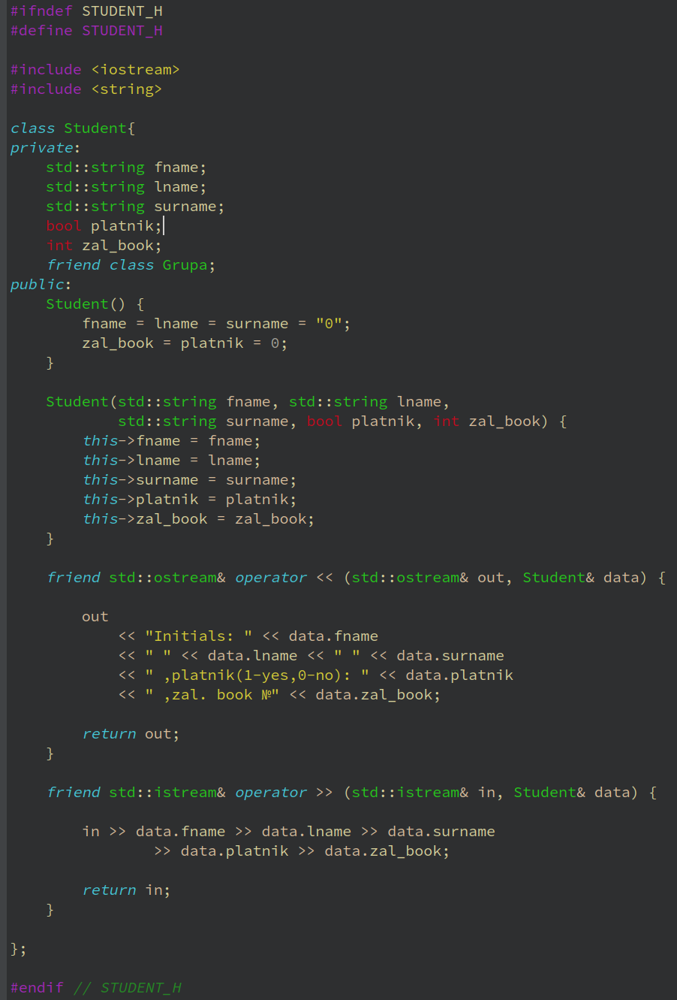 #ifndef STUDENT_H
#define STUDENT_H

#include <iostream>
#include <string>

class Student{
private:
    std::string fname;
    std::string lname;
    std::string surname;
    bool platnik;
    int zal_book;
    friend class Grupa;
public:
    Student() {
        fname = lname = surname = "0";
        zal_book = platnik = 0;
    }

    Student(std::string fname, std::string lname,
            std::string surname, bool platnik, int zal_book) {
        this->fname = fname;
        this->lname = lname;
        this->surname = surname;
        this->platnik = platnik;
        this->zal_book = zal_book;
    }

    friend std::ostream& operator << (std::ostream& out, Student& data) {

        out
            << "Initials: " << data.fname
            << " " << data.lname << " " << data.surname
            << " ,platnik(1-yes,0-no): " << data.platnik
            << " ,zal. book №" << data.zal_book;

        return out;
    }

    friend std::istream& operator >> (std::istream& in, Student& data) {

        in >> data.fname >> data.lname >> data.surname
                >> data.platnik >> data.zal_book;

        return in;
    }

};

#endif // STUDENT_H